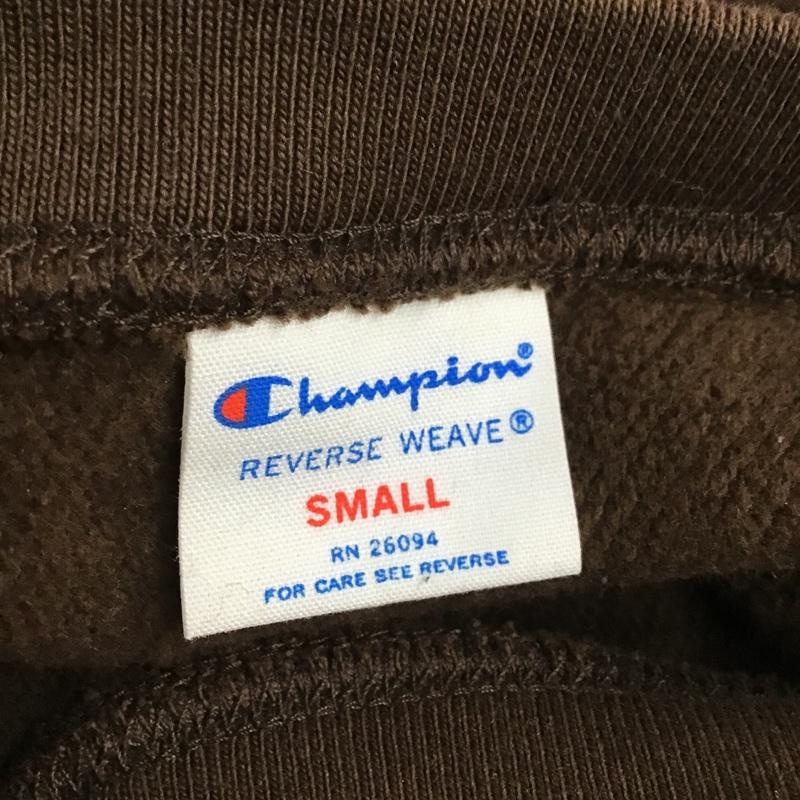 Champion®
REVERSE WEAVE®
SMALL
RN 26094
FOR CARE SEE REVERSE